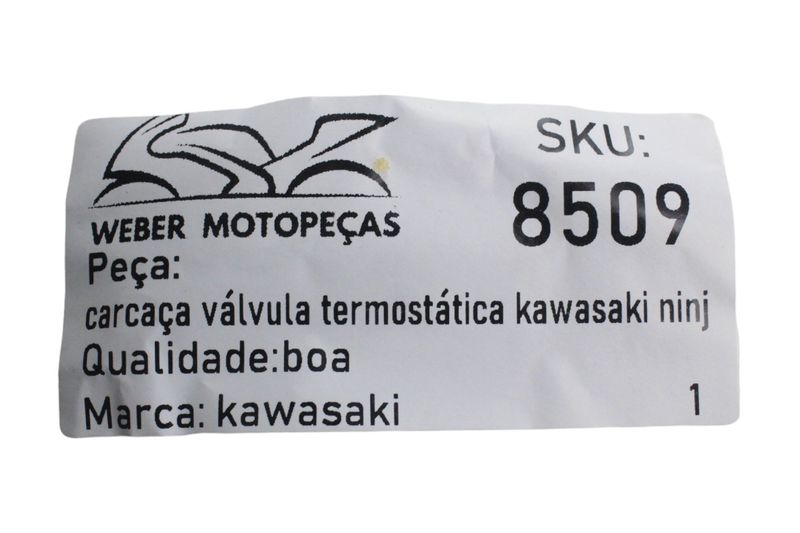 WEBER MOTOPEÇAS
SKU:
8509
Peça:
carcaça válvula termostática kawasaki ninj
Qualidade:boa
Marca: kawasaki
1